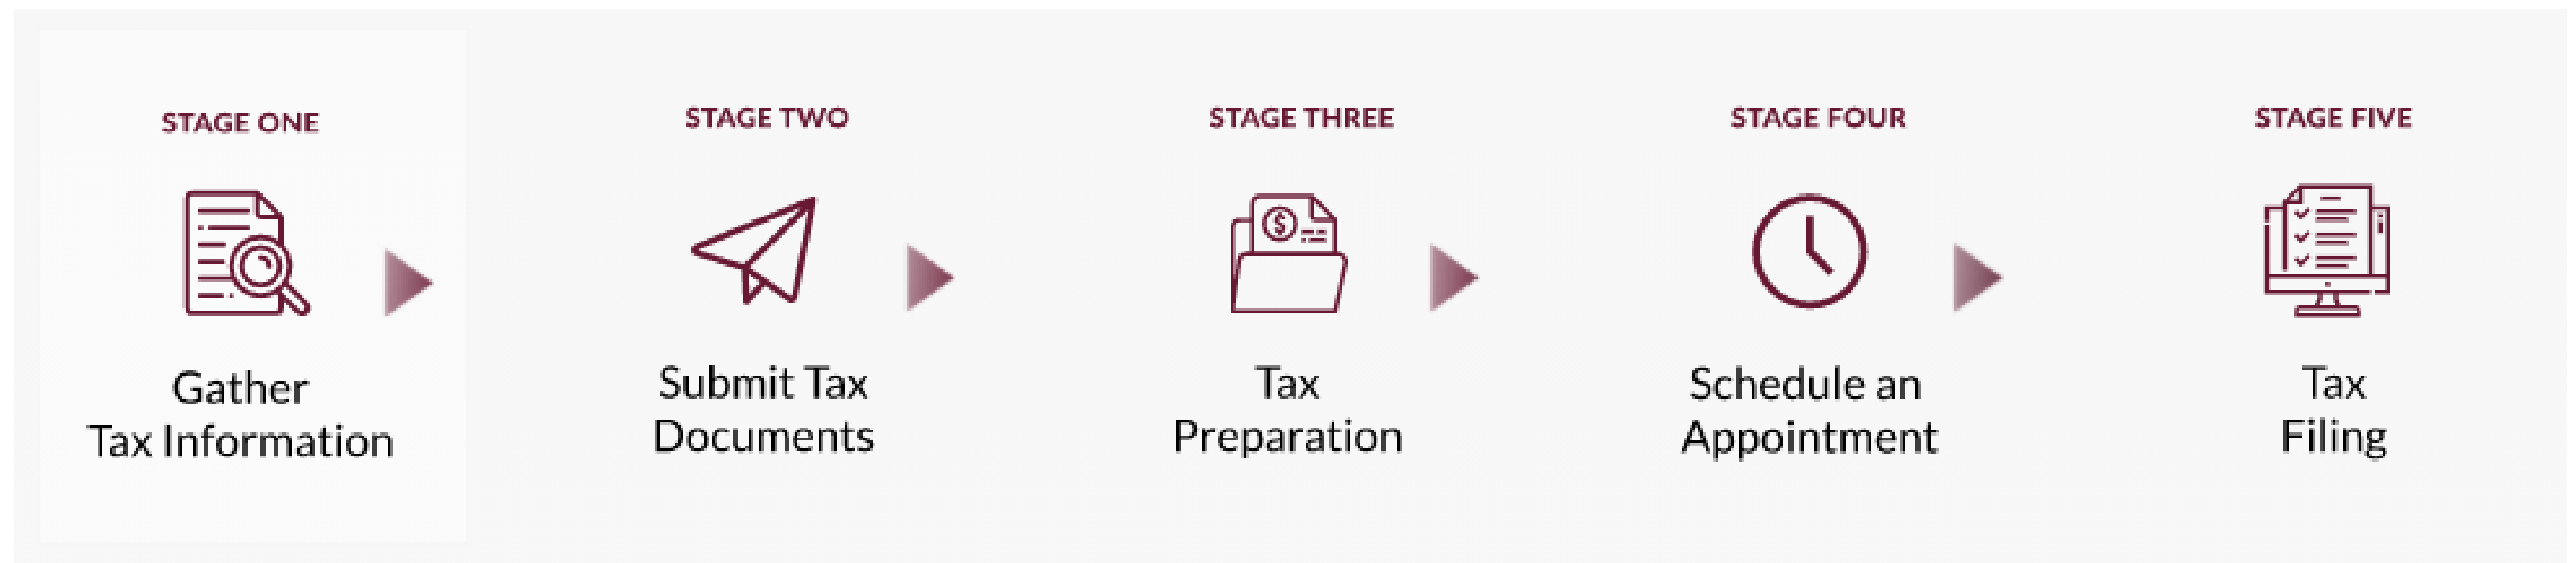 STAGE ONE
Gather
Tax Information
STAGE TWO
Submit Tax
Documents
STAGE THREE
$
Tax
Preparation
STAGE FOUR
Schedule an
Appointment
STAGE FIVE
Tax
Filing